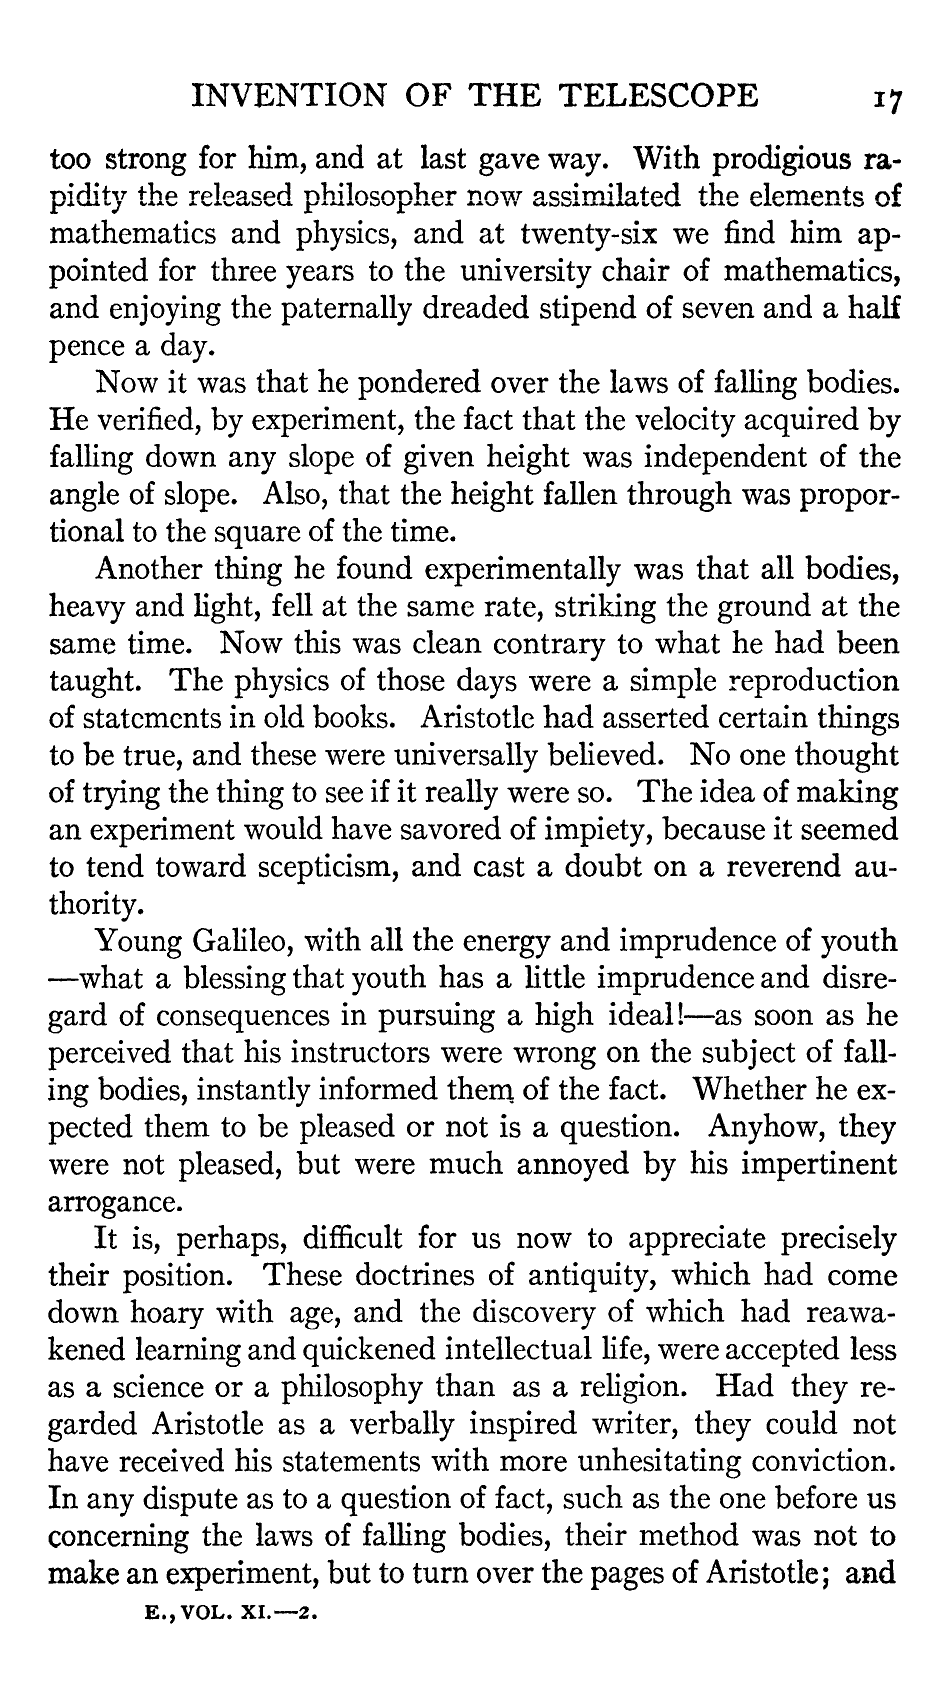 INVENTION OF THE TELESCOPE 17
too strong for him, and at last gave way. With prodigious ra-
pidity the released philosopher now assimilated the elements of
mathematics and physics, and at twenty-six we find him ap-
pointed for three years to the university chair of mathematics,
and enjoying the paternally dreaded stipend of seven and a half
pence a day.
Now it was that he pondered over the laws of falling bodies.
He verified, by experiment, the fact that the velocity acquired by
falling down any slope of given height was independent of the
angle of slope. Also, that the height fallen through was propor-
tional to the square of the time.
Another thing he found experimentally was that all bodies,
heavy and light, fell at the same rate, striking the ground at the
same time. Now this was clean contrary to what he had been
taught. The physics of those days were a simple reproduction
of statements in old books. Aristotle had asserted certain things
to be true, and these were universally believed. No one thought
of trying the thing to see if it really were so. The idea of making
an experiment would have savored of impiety, because it seemed
to tend toward scepticism, and cast a doubt on a reverend au-
thority.
Young Galileo, with all the energy and imprudence of youth
—what a blessing that youth has a little imprudence and disre-
gard of consequences in pursuing a high ideal!—as soon as he
perceived that his instructors were wrong on the subject of fall-
ing bodies, instantly informed them of the fact. Whether he ex-
pected them to be pleased or not is a question. Anyhow, they
were not pleased, but were much annoyed by his impertinent
arrogance.
It is, perhaps, difficult for us now to appreciate precisely
their position. These doctrines of antiquity, which had come
down hoary with age, and the discovery of which had reawa-
kened learning and quickened intellectual life, were accepted less
as a science or a philosophy than as a religion. Had they re-
garded Aristotle as a verbally inspired writer, they could not
have received his statements with more unhesitating conviction.
In any dispute as to a question of fact, such as the one before us
concerning the laws of falling bodies, their method was not to
make an experiment, but to turn over the pages of Aristotle; and
E., VOL. XI.—2.